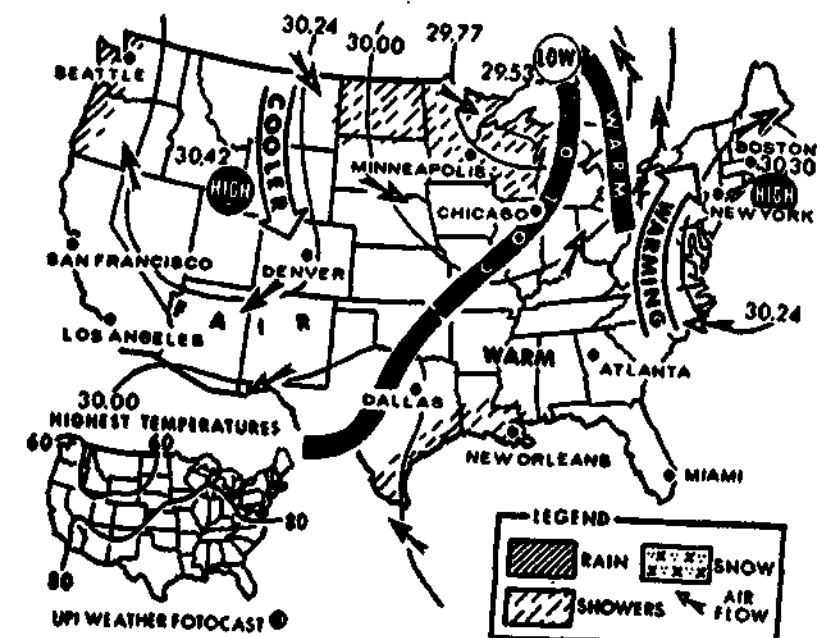 30.24
30.00
29.77
29.53
LOW
SEATTLE
COOLER
WARM
30.42
HIGH
MINNEAPOLIS
BOSTON
30.30
HIGH
CHICAGO
NEW YORK
COLD
WARMING
SAN FRANCISCO
DENVER
FAIR
30.24
LOS ANGELES
WARM
ATLANTA
30.00
DALLAS
HIGHEST TEMPERATURES
60
60
NEW ORLEANS
MIAMI
80
80
LEGEND
RAIN
SNOW
SHOWERS
AIR
FLOW
UPI WEATHER FOTOCAST